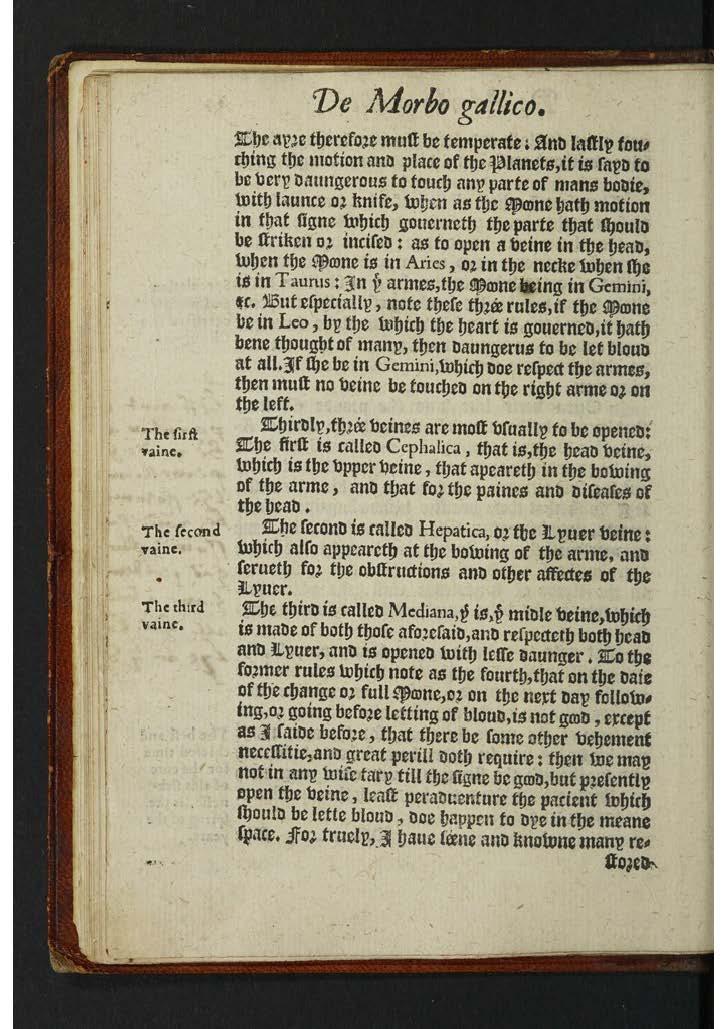 De Morbo gallico.
The ayre therefore must be temperate: And lastly tou-
ching the motion and place of the Planets, it is sayd to
be very daungerous to touch any parte of mans bodie,
with launce or knife, when as the Moone hath motion
in that signe which gouerneth the parte that should
be striken or incised: as to open a veine in the head,
when the Moone is in Aries, or in the necke when she
is in Taurus: In yͤ armes, the Moone being in Gemini,
&c. But especially, note these thrée rules, if the Moone
be in Leo, by the which the heart is gouerned, it hath
bene thought of many, then daungerus to be let bloud
at all. If she be in Gemini, which doe respect the armes,
then must no veine be touched on the right arme or on
the left.
Thirdly, thrée veines are most vsually to be opened:
The first
vaine.
The first is called Cephalica, that is, the head veine,
which is the vpper veine, that apeareth in the bowing
of the arme, and that for the paines and diseases of
the head.
The second
vaine.
The second is called Hepatica, or the Lyuer veine:
which also appeareth at the bowing of the arme, and
serueth for the obstructions and other affectes of the
Lyuer.
The third
vaine.
The third is called Mediana, yͭ is, yͤ midle veine, which
is made of both those aforesaid, and respecteth both head
and Lyuer, and is opened with lesse daunger. To the
former rules which note as the fourth, that on the daie
of the change or full Moone, or on the next day follow-
ing, or going before letting of bloud, is not good, except
as I saide before, that there be some other vehement
necessitie, and great perill doth require: then we may
not in any wise tary till the signe be good, but presently
open the veine, least peraduenture the pacient which
should be lette bloud, doe happen to dye in the meane
space. For truely, I haue séene and knowne many re-
stored